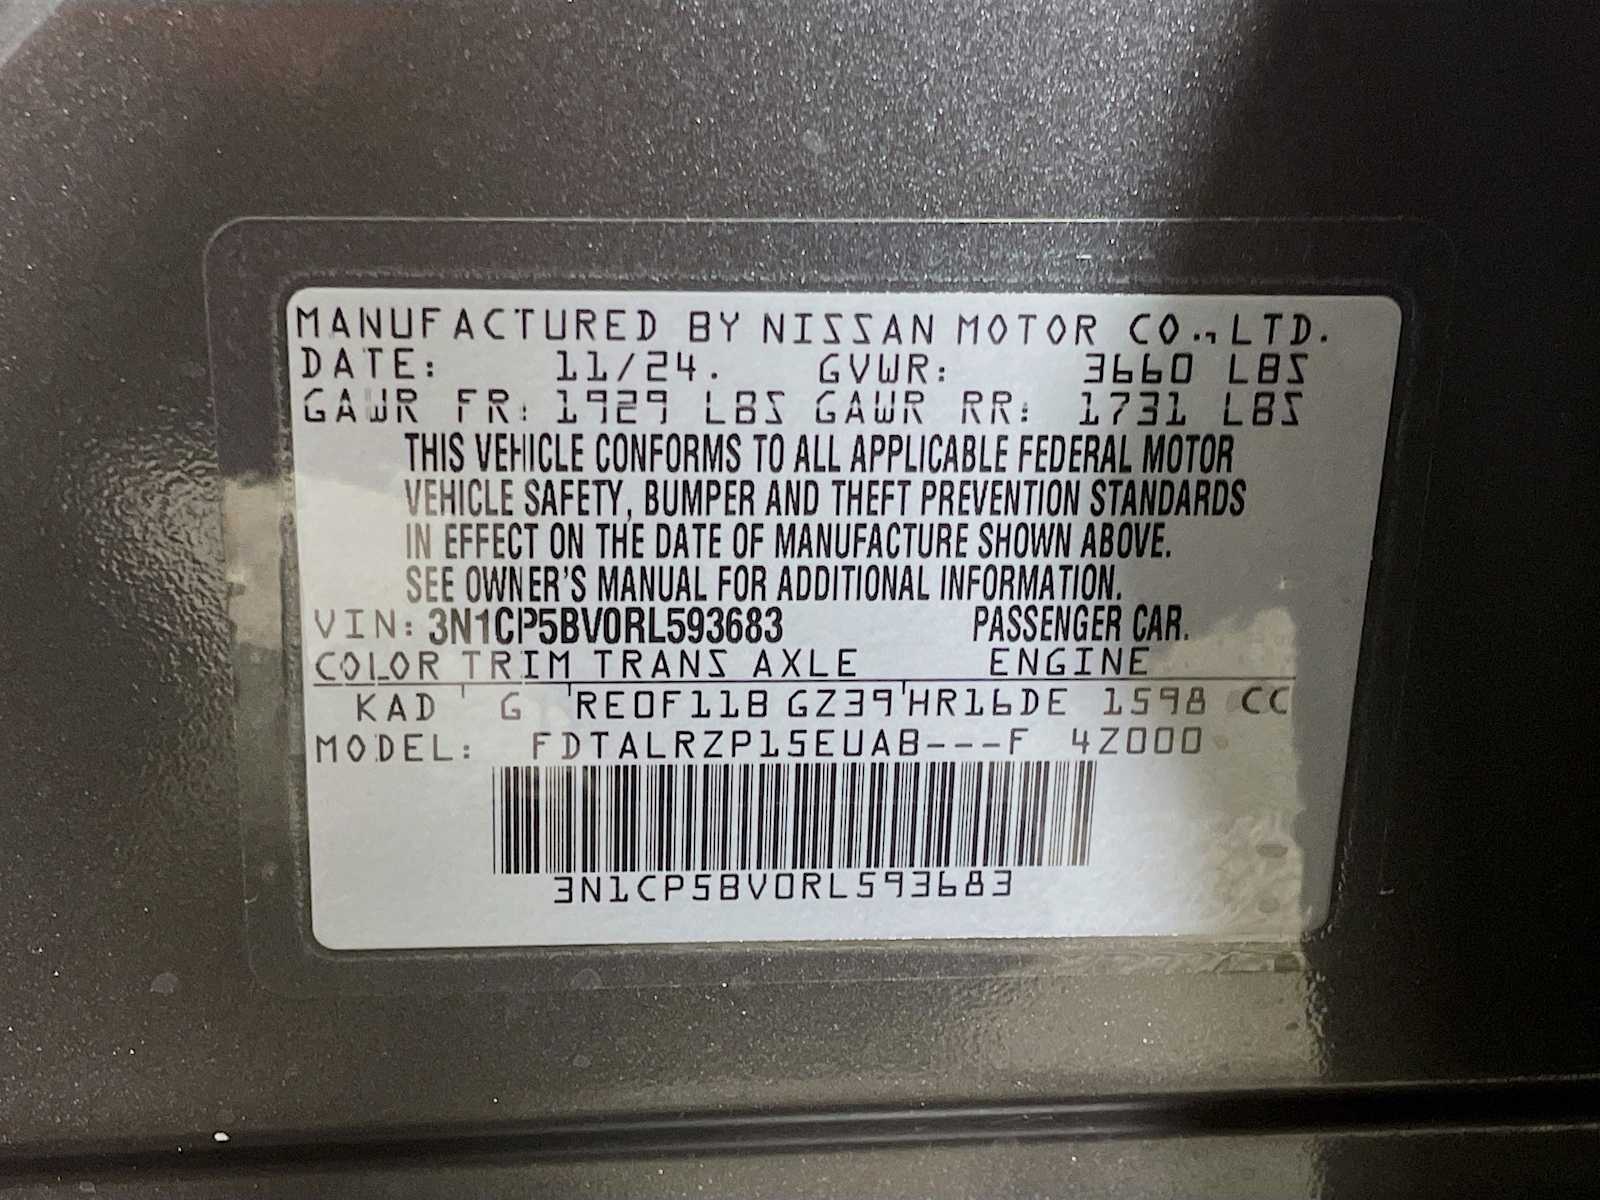 MANUFACTURED BY NISSAN MOTOR CO., LTD.
DATE: 11/24. GVWR: 3660 LBS
GAWR FR: 1929 LBS GAWR RR: 1731 LBS
THIS VEHICLE CONFORMS TO ALL APPLICABLE FEDERAL MOTOR
VEHICLE SAFETY, BUMPER AND THEFT PREVENTION STANDARDS
IN EFFECT ON THE DATE OF MANUFACTURE SHOWN ABOVE.
SEE OWNER'S MANUAL FOR ADDITIONAL INFORMATION.
VIN: 3N1CP5BV0RL593683 PASSENGER CAR.
COLOR TRIM TRANS AXLE ENGINE
KAD ' G ' RE0F11B GZ39 ' HR16DE 1598 CC
MODEL: FDTALRZP15EUAB---F 4Z000
3N1CP5BV0RL593683